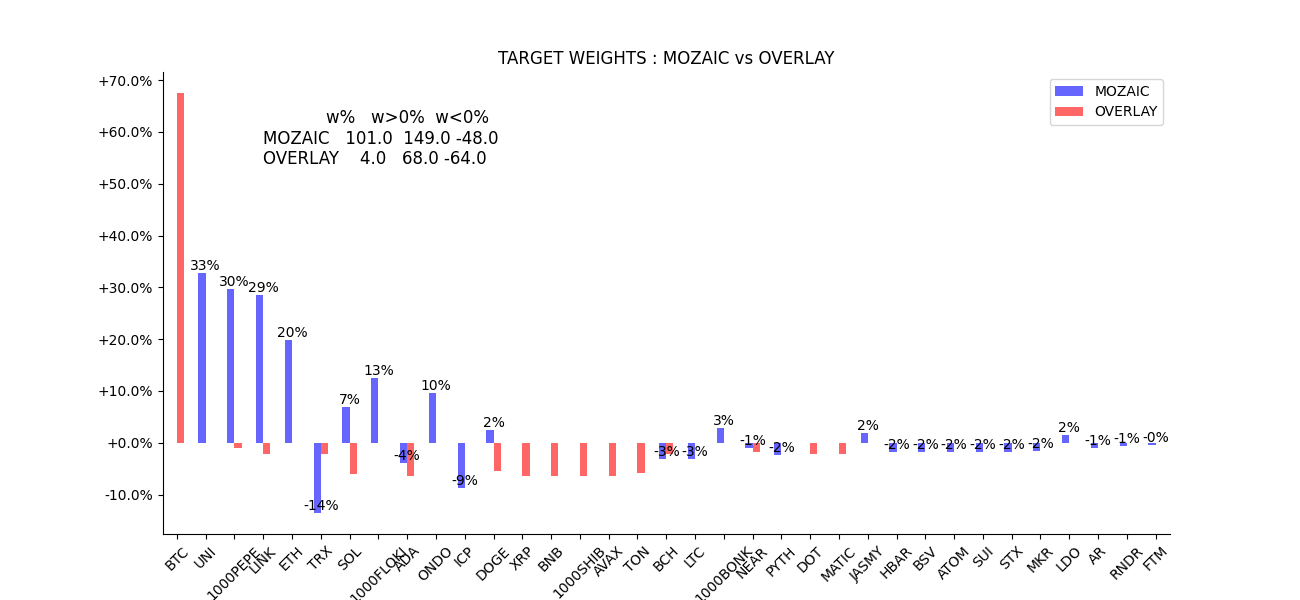 TARGET WEIGHTS : MOZAIC vs OVERLAY
MOZAIC
OVERLAY
w% w>0% w<0%
MOZAIC 101.0 149.0 -48.0
OVERLAY 4.0 68.0 -64.0
+70.0%
+60.0%
+50.0%
+40.0%
+30.0%
+20.0%
+10.0%
+0.0%
-10.0%
33%
30%
29%
20%
-14%
7%
13%
-4%
10%
-9%
2%
-3%
-3%
3%
-1%
-2%
2%
-2%
-2%
-2%
-2%
-2%
-2%
2%
-1%
-1%
-0%
BTC
UNI
1000PEPE
LINK
ETH
TRX
SOL
1000FLOKI
ADA
ONDO
ICP
DOGE
XRP
BNB
1000SHIB
AVAX
TON
BCH
LTC
1000BONK
NEAR
PYTH
DOT
MATIC
JASMY
HBAR
BSV
ATOM
SUI
STX
MKR
LDO
AR
RNDR
FTM